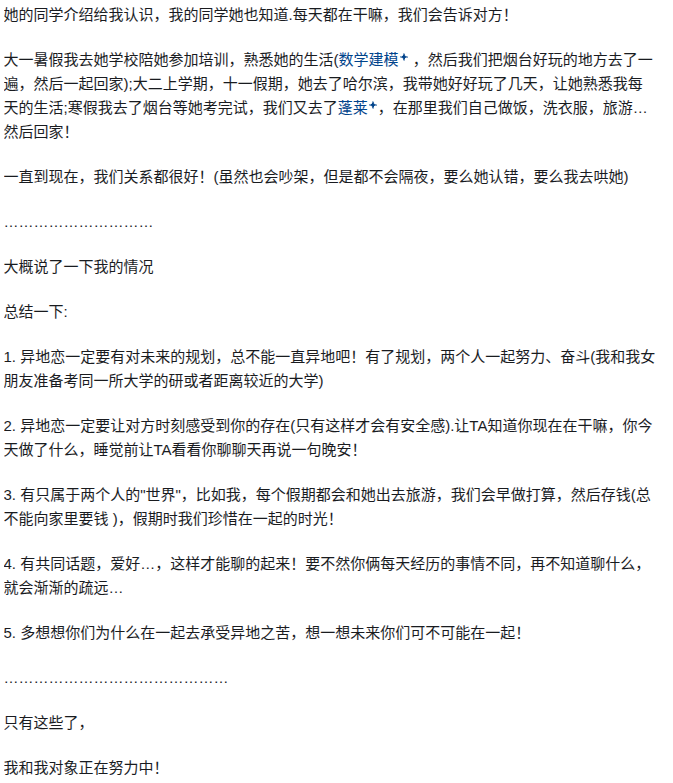 她的同学介绍给我认识，我的同学她也知道.每天都在干嘛，我们会告诉对方！
大一暑假我去她学校陪她参加培训，熟悉她的生活(数学建模 ，然后我们把烟台好玩的地方去了一
遍，然后一起回家);大二上学期，十一假期，她去了哈尔滨，我带她好好玩了几天，让她熟悉我每
天的生活;寒假我去了烟台等她考完试，我们又去了蓬莱，在那里我们自己做饭，洗衣服，旅游…
然后回家！
一直到现在，我们关系都很好！(虽然也会吵架，但是都不会隔夜，要么她认错，要么我去哄她)
…………………………
大概说了一下我的情况
总结一下:
1. 异地恋一定要有对未来的规划，总不能一直异地吧！有了规划，两个人一起努力、奋斗(我和我女
朋友准备考同一所大学的研或者距离较近的大学)
2. 异地恋一定要让对方时刻感受到你的存在(只有这样才会有安全感).让TA知道你现在在干嘛，你今
天做了什么，睡觉前让TA看看你聊聊天再说一句晚安！
3. 有只属于两个人的"世界"，比如我，每个假期都会和她出去旅游，我们会早做打算，然后存钱(总
不能向家里要钱 )，假期时我们珍惜在一起的时光！
4. 有共同话题，爱好…，这样才能聊的起来！要不然你俩每天经历的事情不同，再不知道聊什么，
就会渐渐的疏远…
5. 多想想你们为什么在一起去承受异地之苦，想一想未来你们可不可能在一起！
………………………………………
只有这些了，
我和我对象正在努力中！